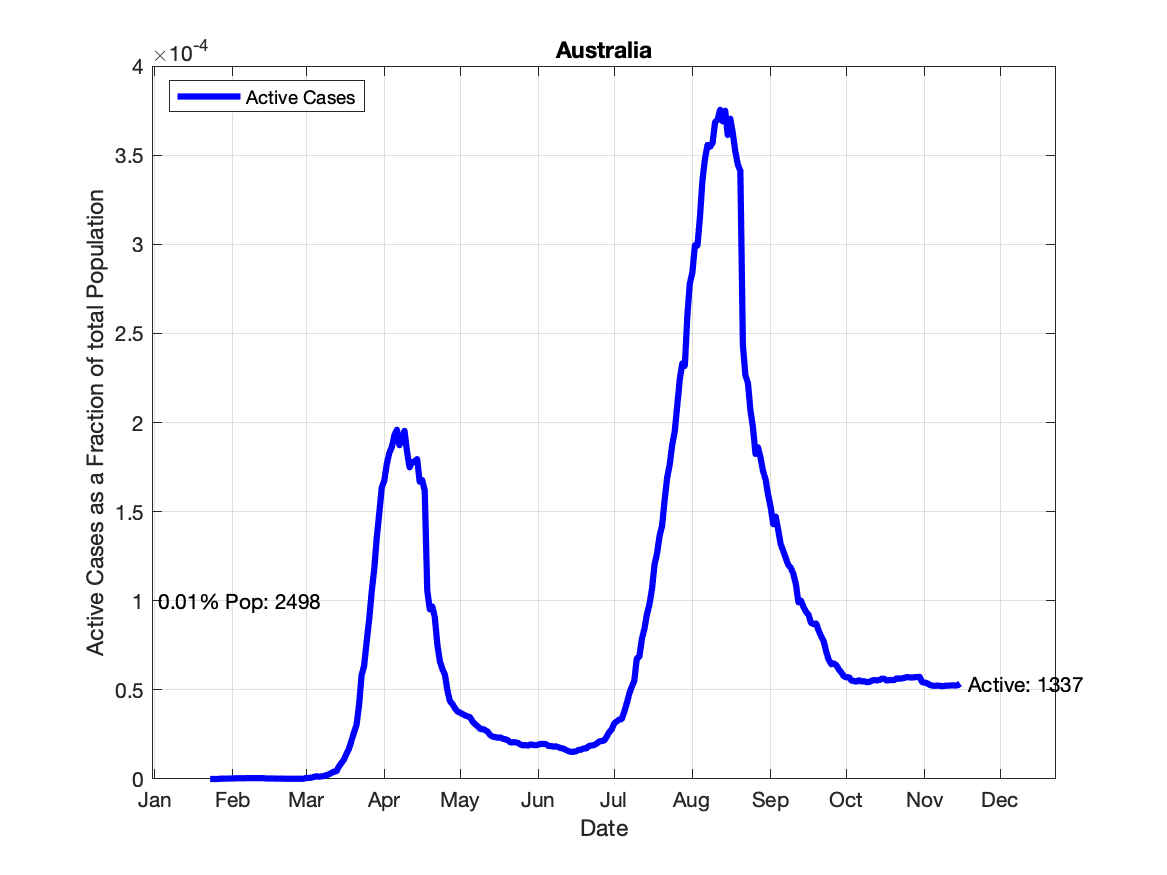 Australia
×10-4
Active Cases
4
3.5
3
2.5
2
1.5
1
0.5
0
Active Cases as a Fraction of total Population
0.01% Pop: 2498
Active: 1337
Jan Feb Mar Apr May Jun Jul Aug Sep Oct Nov Dec
Date